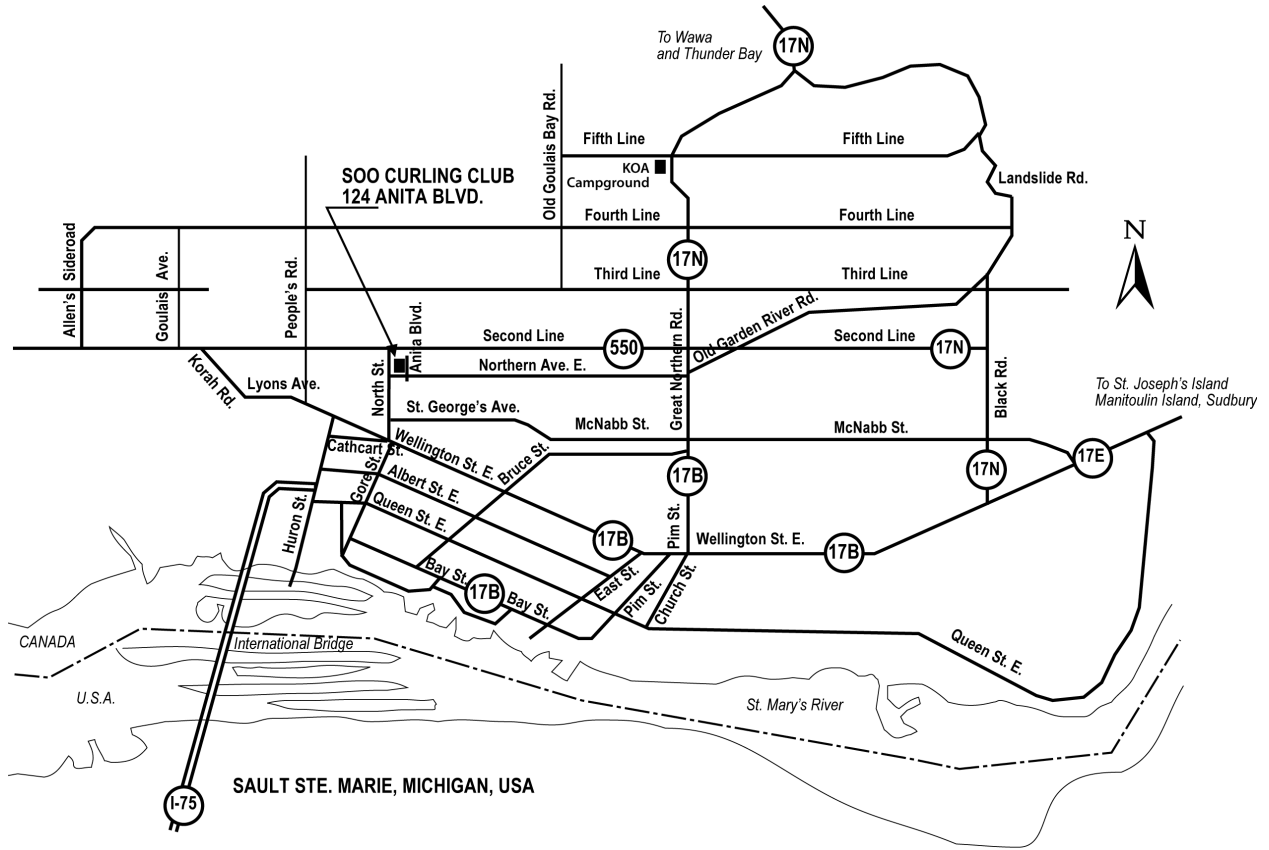 To Wawa
and Thunder Bay
17N
Old Goulais Bay Rd.
Fifth Line
Fifth Line
KOA
Campground
SOO CURLING CLUB
124 ANITA BLVD.
Landslide Rd.
Fourth Line
Fourth Line
Allen's Sideroad
Goulais Ave.
People's Rd.
17N
N
Third Line
Third Line
Anita Blvd.
Second Line
550
Great Northern Rd.
Old Garden River Rd.
Second Line
17N
Korah Rd.
Lyons Ave.
North St.
Northern Ave. E.
Black Rd.
To St. Joseph's Island
Manitoulin Island, Sudbury
St. George's Ave.
McNabb St.
McNabb St.
Cathcart St.
Wellington St. E.
Bruce St.
17E
Gore St.
Albert St. E.
17B
17N
Queen St. E.
Huron St.
17B
Pim St.
Wellington St. E.
17B
Bay St.
17B
Bay St.
East St.
Pim St.
Church St.
CANADA
International Bridge
Queen St. E.
U.S.A.
St. Mary's River
SAULT STE. MARIE, MICHIGAN, USA
I-75